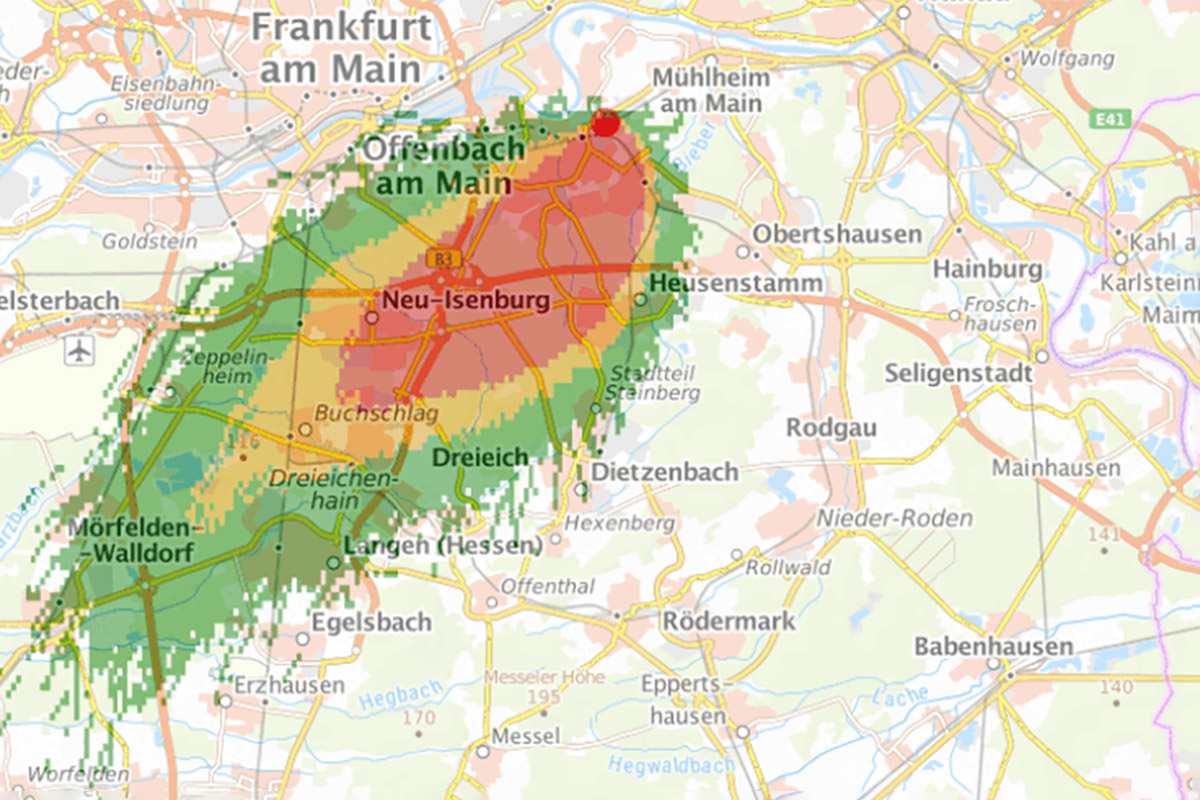 Frankfurt
am Main
Wolfgang
Eisenbahn-
siedlung
Mühlheim
am Main
E41
Bieber
Offenbach
am Main
Goldstein
Obertshausen
Kahl a
B3
Hainburg
Heusenstamm
Karlstein
Neu-Isenburg
elsterbach
Frosch-
hausen
Maim
Zeppelin-
heim
Stadtteil
Steinberg
Seligenstadt
Buchschlag
Rodgau
116
Dreieich
Dietzenbach
Mainhausen
Dreieichen-
hain
Mörfelden-
-Walldorf
Hexenberg
Nieder-Roden
141
Langen (Hessen)
Rollwald
Offenthal
Egelsbach
Rödermark
Babenhausen
Erzhausen
Hegbach
Messeler Höhe
195
Epperts-
hausen
Lache
140
170
Messel
Hegwaldbach
Worfelden